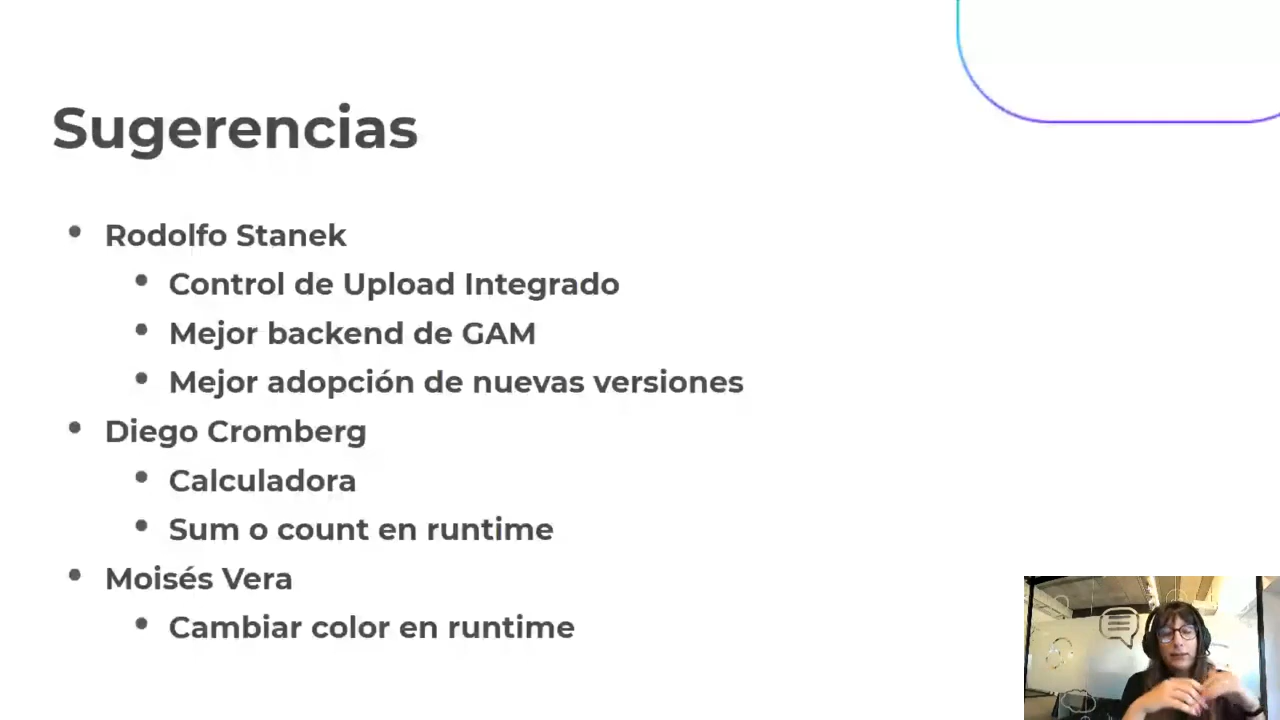 Sugerencias
Rodolfo Stanek
Control de Upload Integrado
Mejor backend de GAM
Mejor adopción de nuevas versiones
Diego Cromberg
Calculadora
Sum o count en runtime
Moisés Vera
Cambiar color en runtime